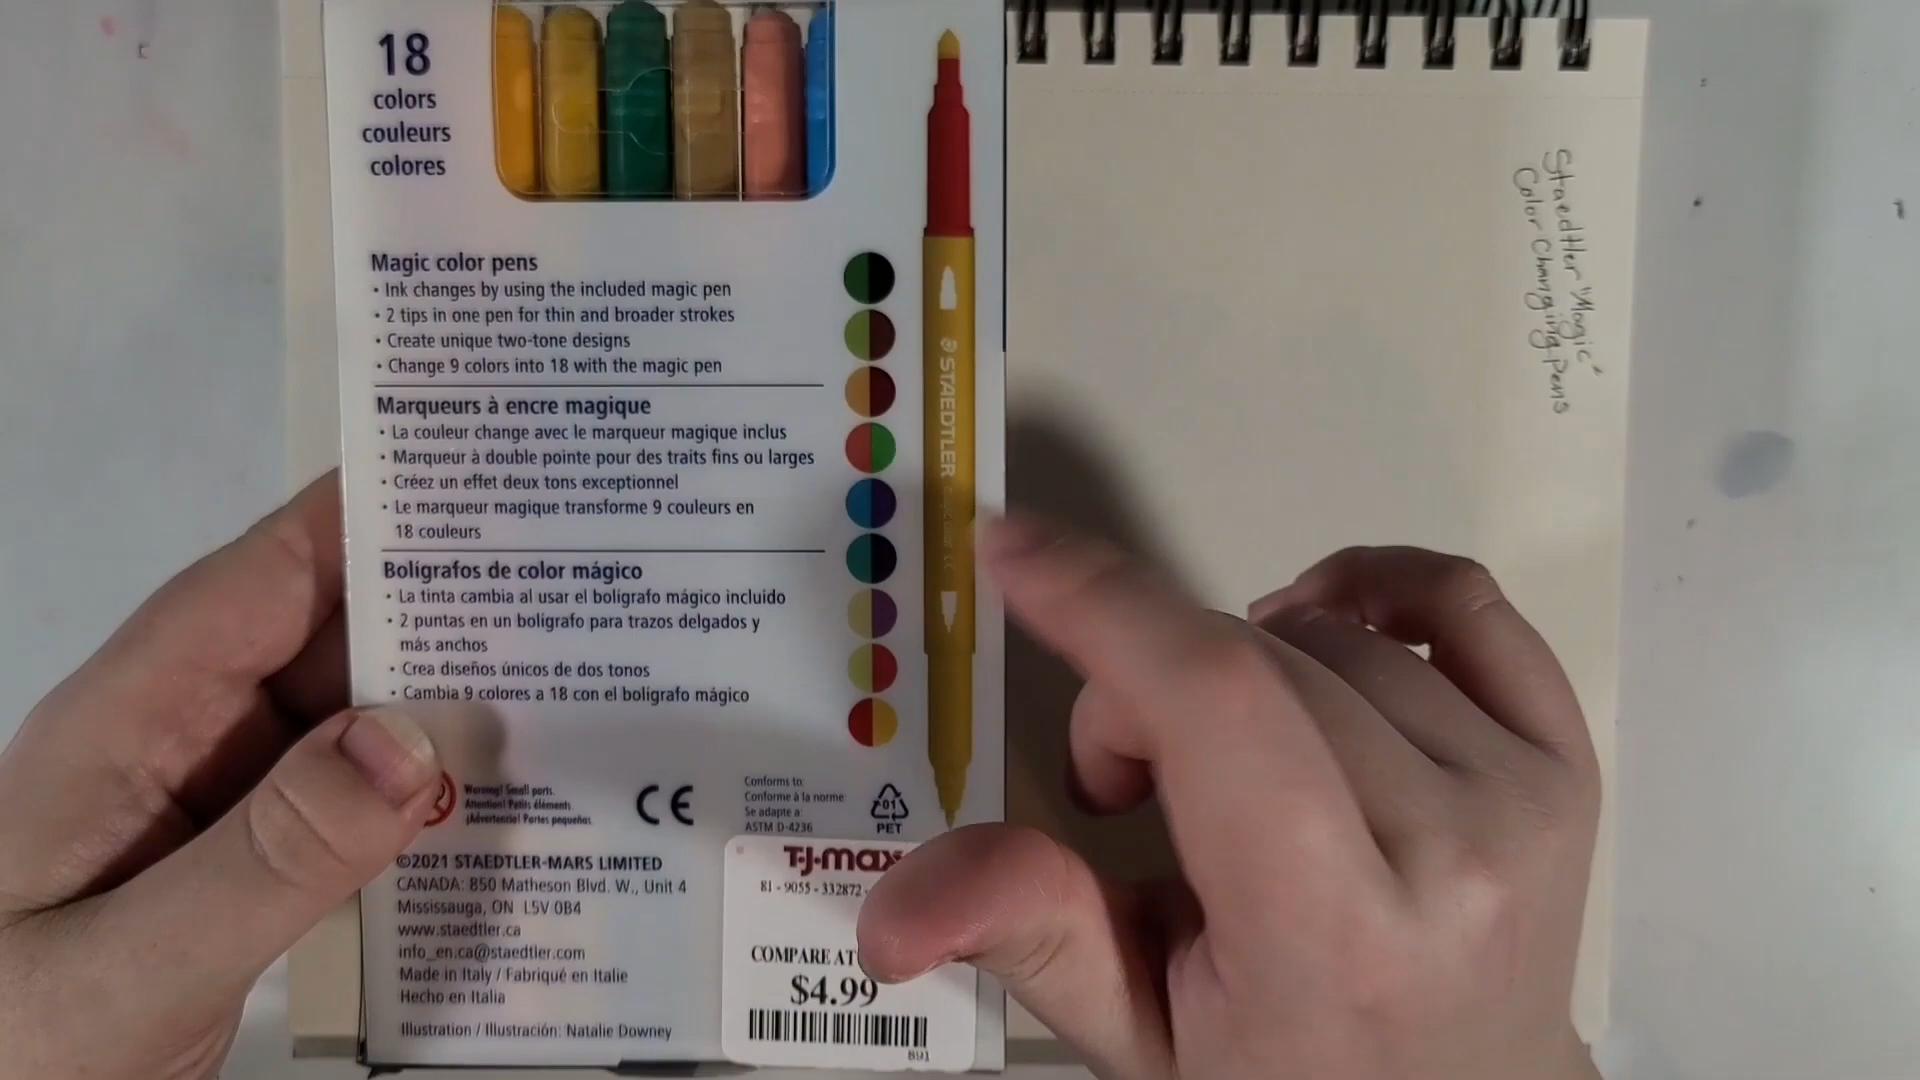 18
colors
couleurs
colores
Magic color pens
• Ink changes by using the included magic pen
• 2 tips in one pen for thin and broader strokes
• Create unique two-tone designs
• Change 9 colors into 18 with the magic pen
Marqueurs à encre magique
• La couleur change avec le marqueur magique inclus
• Marqueur à double pointe pour des traits fins ou larges
• Créez un effet deux tons exceptionnel
• Le marqueur magique transforme 9 couleurs en
18 couleurs
Bolígrafos de color mágico
• La tinta cambia al usar el bolígrafo mágico incluido
• 2 puntas en un bolígrafo para trazos delgados y
más anchos
• Crea diseños únicos de dos tonos
• Cambia 9 colores a 18 con el bolígrafo mágico
Warning! Small parts.
Attention! Petits éléments.
¡Advertencia! Partes pequeñas.
CE
Conforms to:
Conforme à la norme:
Se adapte a:
ASTM D-4236
01
PET
©2021 STAEDTLER-MARS LIMITED
CANADA: 850 Matheson Blvd. W., Unit 4
Mississauga, ON L5V 0B4
www.staedtler.ca
info_en.ca@staedtler.com
Made in Italy / Fabriqué en Italie
Hecho en Italia
Illustration / Illustración: Natalie Downey
T·J·maxx
81 - 9055 - 332872 -
COMPARE AT
$4.99
891
STAEDTLER
Staedtler "Magic"
Color Changing Pens